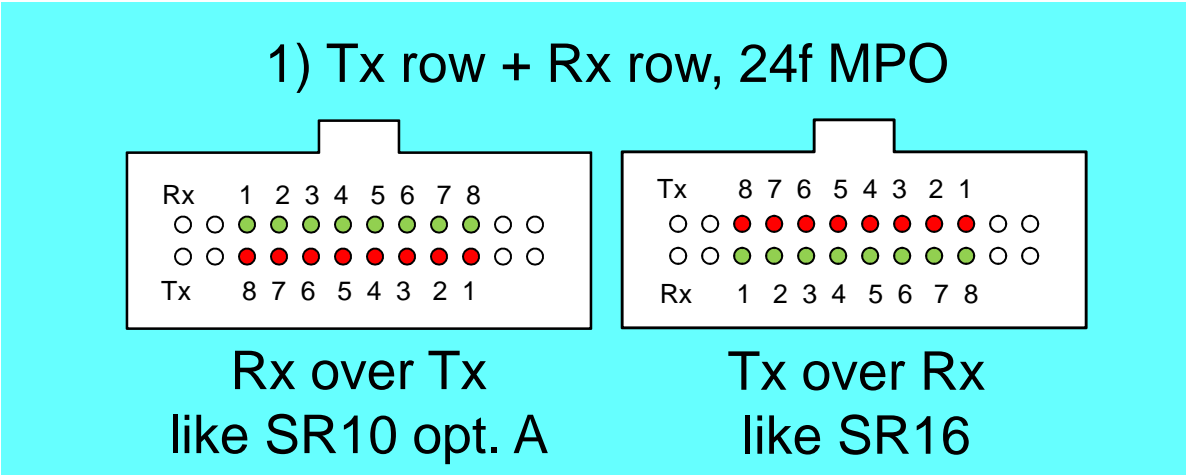 1) Tx row + Rx row, 24f MPO
Rx 1 2 3 4 5 6 7 8
Tx 8 7 6 5 4 3 2 1
Rx over Tx
like SR10 opt. A
Tx 8 7 6 5 4 3 2 1
Rx 1 2 3 4 5 6 7 8
Tx over Rx
like SR16